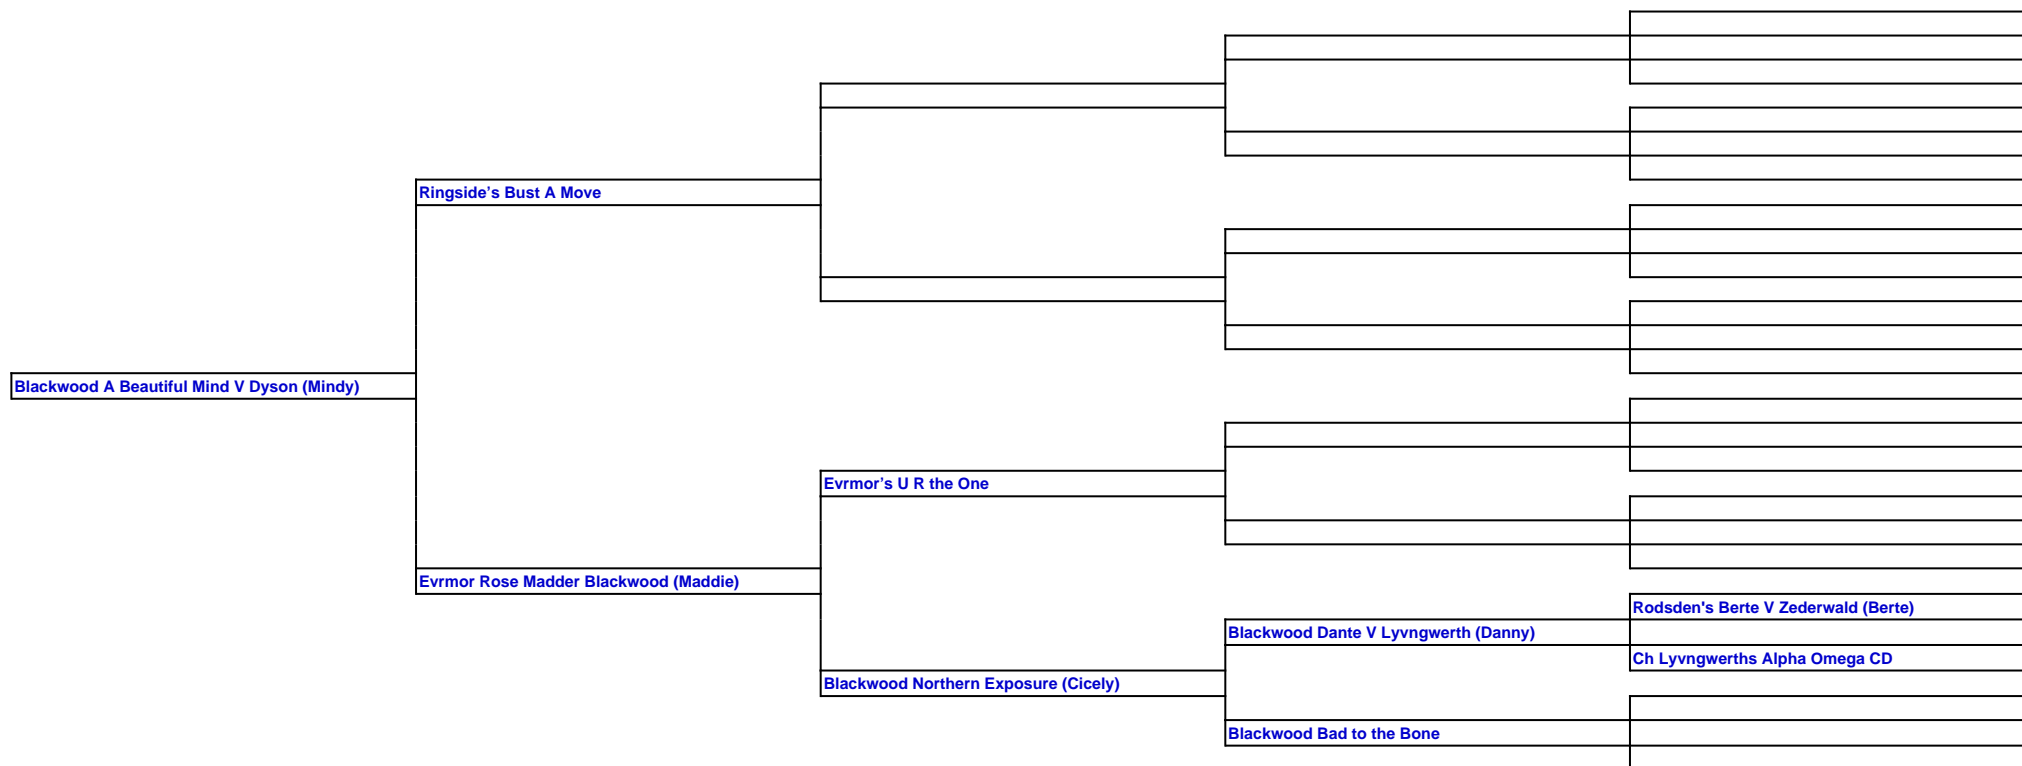 Ringside’s Bust A Move
Blackwood A Beautiful Mind V Dyson (Mindy)
Evrmor’s U R the One
Evrmor Rose Madder Blackwood (Maddie)
Rodsden's Berte V Zederwald (Berte)
Blackwood Dante V Lyvngwerth (Danny)
Ch Lyvngwerths Alpha Omega CD
Blackwood Northern Exposure (Cicely)
Blackwood Bad to the Bone